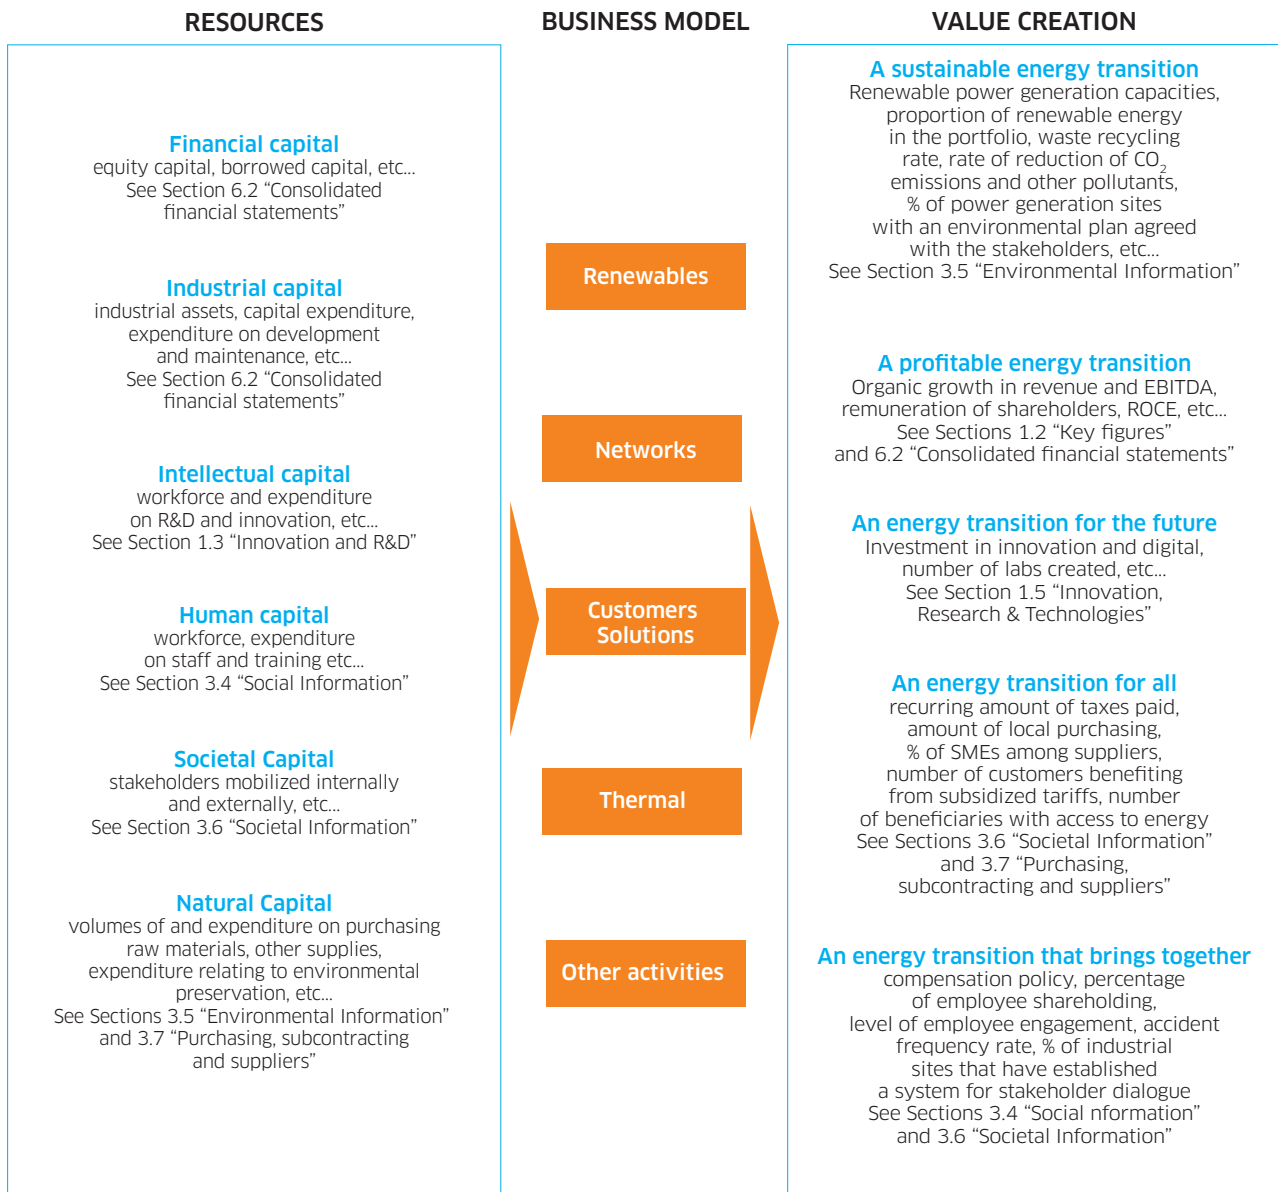 RESOURCES
Financial capital
equity capital, borrowed capital, etc...
See Section 6.2 “Consolidated
financial statements”
Industrial capital
industrial assets, capital expenditure,
expenditure on development
and maintenance, etc...
See Section 6.2 “Consolidated
financial statements”
Intellectual capital
workforce and expenditure
on R&D and innovation, etc...
See Section 1.3 “Innovation and R&D”
Human capital
workforce, expenditure
on staff and training etc...
See Section 3.4 “Social Information”
Societal Capital
stakeholders mobilized internally
and externally, etc...
See Section 3.6 “Societal Information”
Natural Capital
volumes of and expenditure on purchasing
raw materials, other supplies,
expenditure relating to environmental
preservation, etc...
See Sections 3.5 “Environmental Information”
and 3.7 “Purchasing, subcontracting
and suppliers”
BUSINESS MODEL
Renewables
Networks
Customers
Solutions
Thermal
Other activities
VALUE CREATION
A sustainable energy transition
Renewable power generation capacities,
proportion of renewable energy
in the portfolio, waste recycling
rate, rate of reduction of CO₂
emissions and other pollutants,
% of power generation sites
with an environmental plan agreed
with the stakeholders, etc...
See Section 3.5 “Environmental Information”
A profitable energy transition
Organic growth in revenue and EBITDA,
remuneration of shareholders, ROCE, etc...
See Sections 1.2 “Key figures”
and 6.2 “Consolidated financial statements”
An energy transition for the future
Investment in innovation and digital,
number of labs created, etc...
See Section 1.5 “Innovation,
Research & Technologies”
An energy transition for all
recurring amount of taxes paid,
amount of local purchasing,
% of SMEs among suppliers,
number of customers benefiting
from subsidized tariffs, number
of beneficiaries with access to energy
See Sections 3.6 “Societal Information”
and 3.7 “Purchasing,
subcontracting and suppliers”
An energy transition that brings together
compensation policy, percentage
of employee shareholding,
level of employee engagement, accident
frequency rate, % of industrial
sites that have established
a system for stakeholder dialogue
See Sections 3.4 “Social nformation”
and 3.6 “Societal Information”